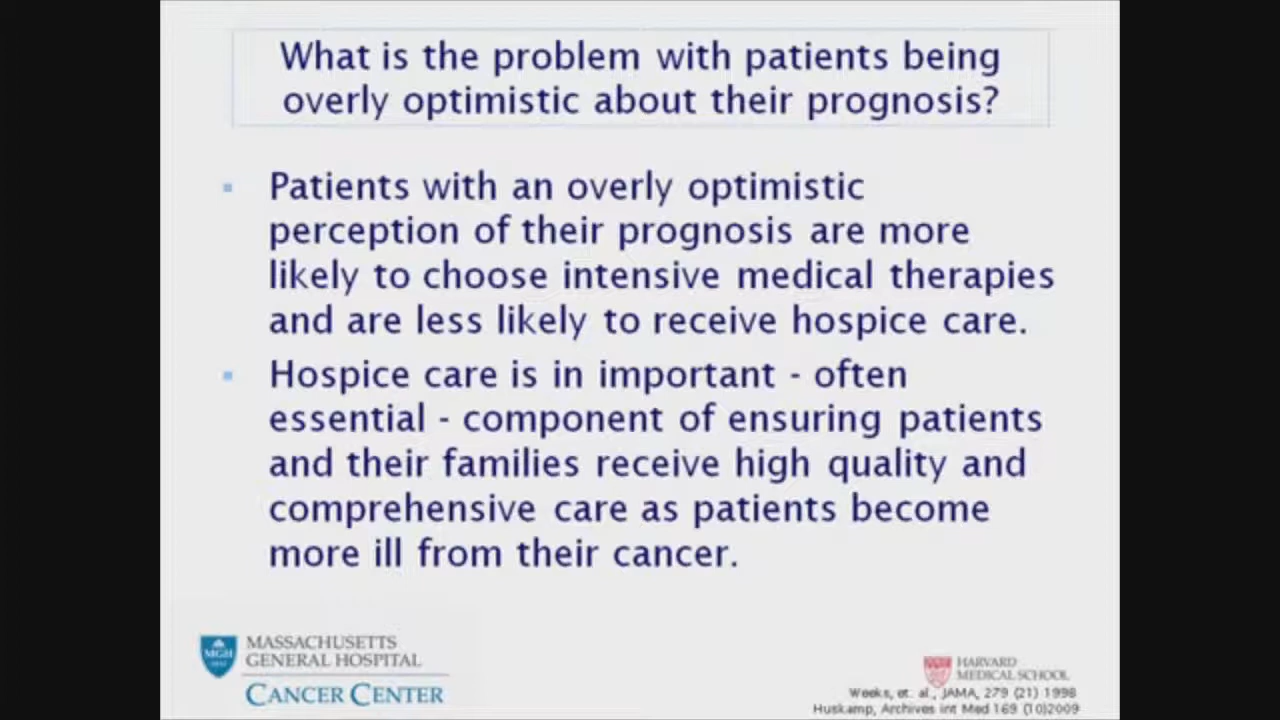 What is the problem with patients being
overly optimistic about their prognosis?
Patients with an overly optimistic
perception of their prognosis are more
likely to choose intensive medical therapies
and are less likely to receive hospice care.
Hospice care is in important - often
essential - component of ensuring patients
and their families receive high quality and
comprehensive care as patients become
more ill from their cancer.
MGH
MASSACHUSETTS
GENERAL HOSPITAL
CANCER CENTER
HARVARD
MEDICAL SCHOOL
Weeks, et. al., JAMA, 279 (21) 1998
Huskamp, Archives int Med 169 (10)2009